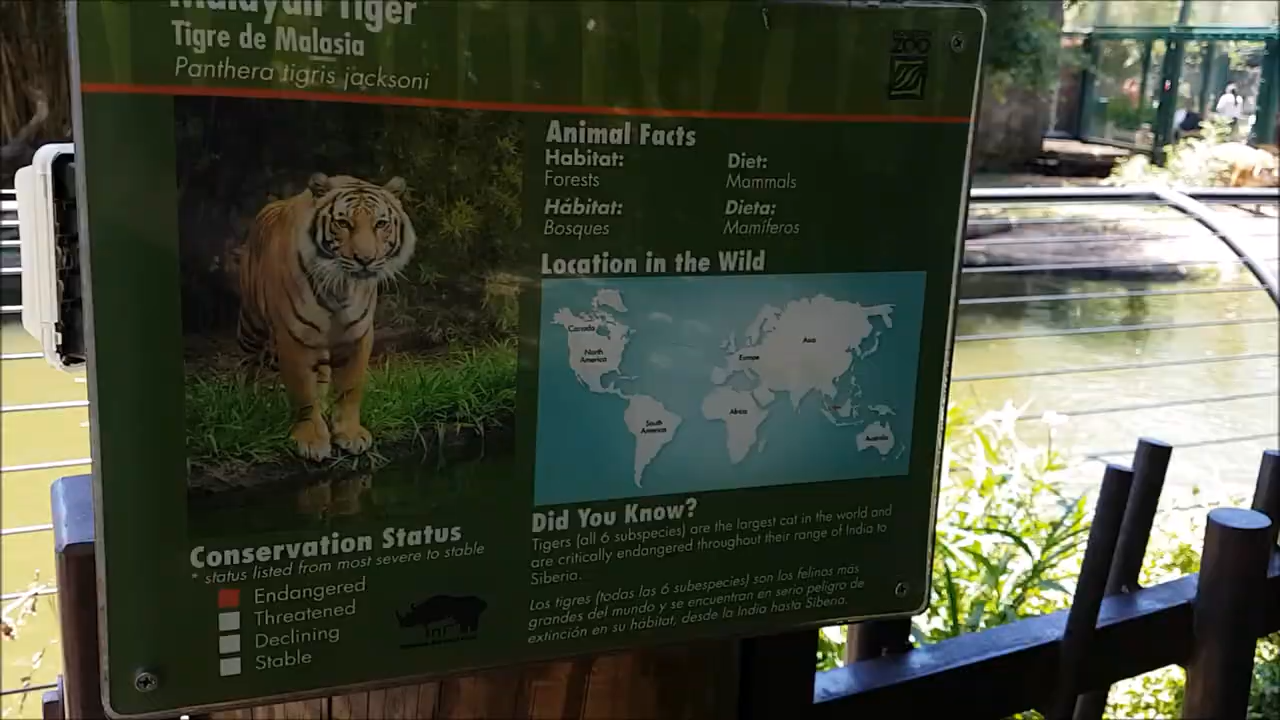 Malayan Tiger
Tigre de Malasia
Panthera tigris jacksoni
ZOO
Animal Facts
Habitat:
Forests
Diet:
Mammals
Hábitat:
Bosques
Dieta:
Mamíferos
Location in the Wild
Canada
North
America
South
America
Europe
Africa
Asia
Australia
Conservation Status
* status listed from most severe to stable
Endangered
Threatened
Declining
Stable
Did You Know?
Tigers (all 6 subspecies) are the largest cat in the world and
are critically endangered throughout their range of India to
Siberia.
Los tigres (todas las 6 subespecies) son los felinos más
grandes del mundo y se encuentran en serio peligro de
extinción en su hábitat, desde la India hasta Siberia.